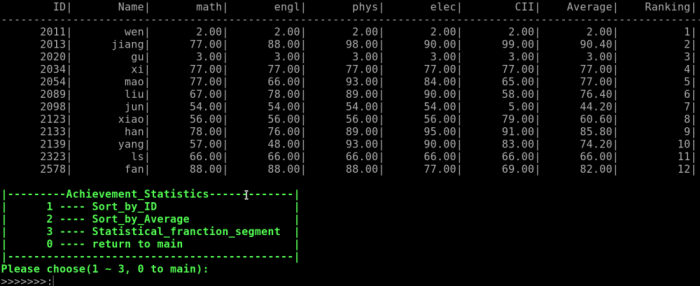 ID| Name| math| engl| phys| elec| CII| Average| Ranking|
--------------------------------------------------------------------------------
2011| wen| 2.00| 2.00| 2.00| 2.00| 2.00| 2.00| 1|
2013| jiang| 77.00| 88.00| 98.00| 90.00| 99.00| 90.40| 2|
2020| gu| 3.00| 3.00| 3.00| 3.00| 3.00| 3.00| 3|
2034| xi| 77.00| 77.00| 77.00| 77.00| 77.00| 77.00| 4|
2054| mao| 77.00| 66.00| 93.00| 84.00| 65.00| 77.00| 5|
2089| liu| 67.00| 78.00| 89.00| 90.00| 58.00| 76.40| 6|
2098| jun| 54.00| 54.00| 54.00| 54.00| 5.00| 44.20| 7|
2123| xiao| 56.00| 56.00| 56.00| 56.00| 79.00| 60.60| 8|
2133| han| 78.00| 76.00| 89.00| 95.00| 91.00| 85.80| 9|
2139| yang| 57.00| 48.00| 93.00| 90.00| 83.00| 74.20| 10|
2323| ls| 66.00| 66.00| 66.00| 66.00| 66.00| 66.00| 11|
2578| fan| 88.00| 88.00| 88.00| 77.00| 69.00| 82.00| 12|
|---------Achievement_Statistics-------------|
| 1 ---- Sort_by_ID |
| 2 ---- Sort_by_Average |
| 3 ---- Statistical_franction_segment |
| 0 ---- return to main |
|--------------------------------------------|
Please choose(1 ~ 3, 0 to main):
>>>>>>>: